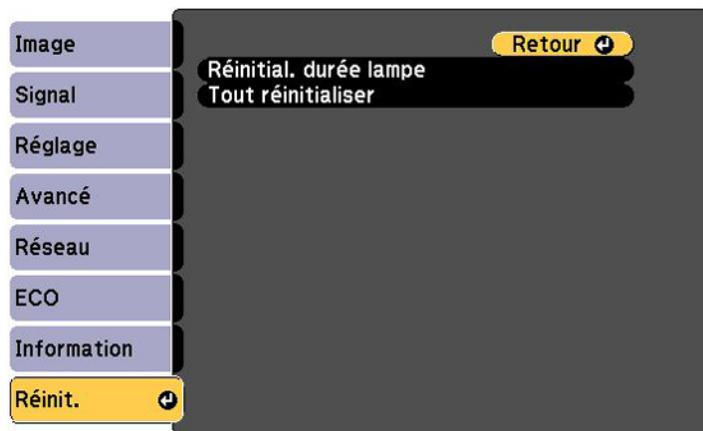 Image
Signal
Réglage
Avancé
Réseau
ECO
Information
Réinit.
Retour
Réinitial. durée lampe
Tout réinitialiser